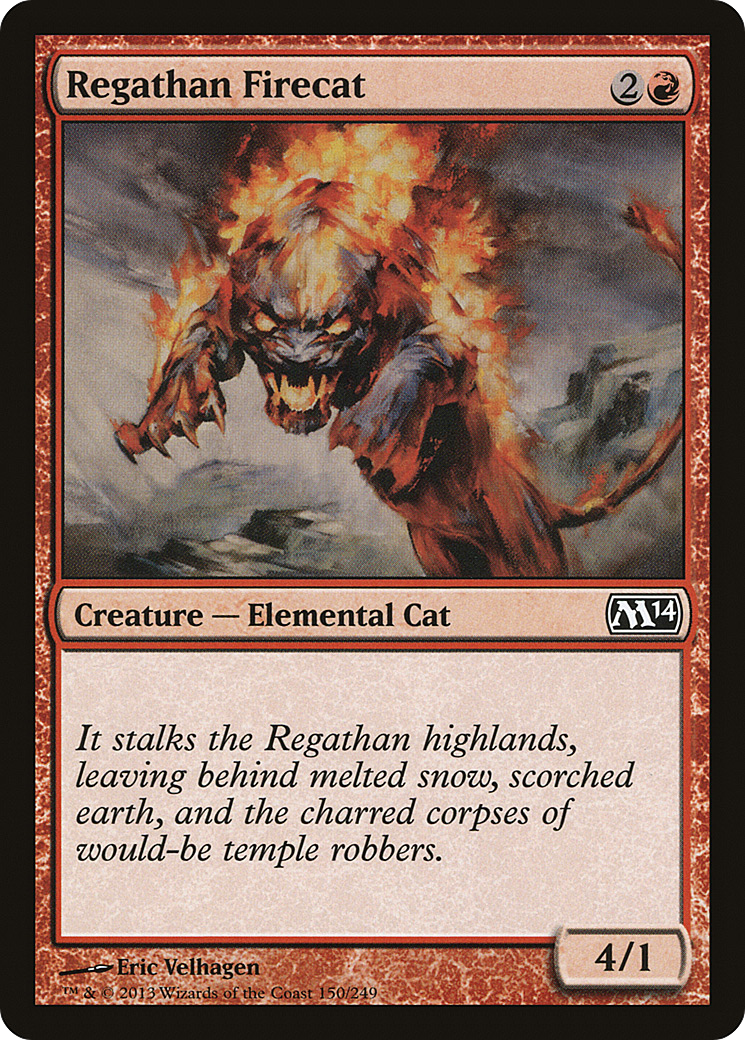 Regathan Firecat
2
Creature — Elemental Cat
M14
It stalks the Regathan highlands,
leaving behind melted snow, scorched
earth, and the charred corpses of
would-be temple robbers.
4/1
Eric Velhagen
™ & © 2013 Wizards of the Coast 150/249